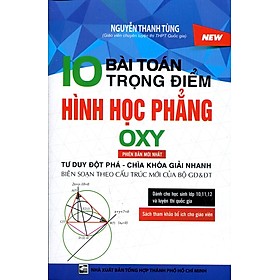 NGUYỄN THANH TÙNG
(Giáo viên chuyên luyện thi THPT Quốc gia)
NEW
10 BÀI TOÁN
TRỌNG ĐIỂM
HÌNH HỌC PHẲNG
OXY
PHIÊN BẢN MỚI NHẤT
TƯ DUY ĐỘT PHÁ - CHÌA KHÓA GIẢI NHANH
BIÊN SOẠN THEO CẤU TRÚC MỚI CỦA BỘ GD&ĐT
Dành cho học sinh lớp 10,11,12
và luyện thi quốc gia
Sách tham khảo bổ ích cho giáo viên
NHÀ XUẤT BẢN TỔNG HỢP THÀNH PHỐ HỒ CHÍ MINH